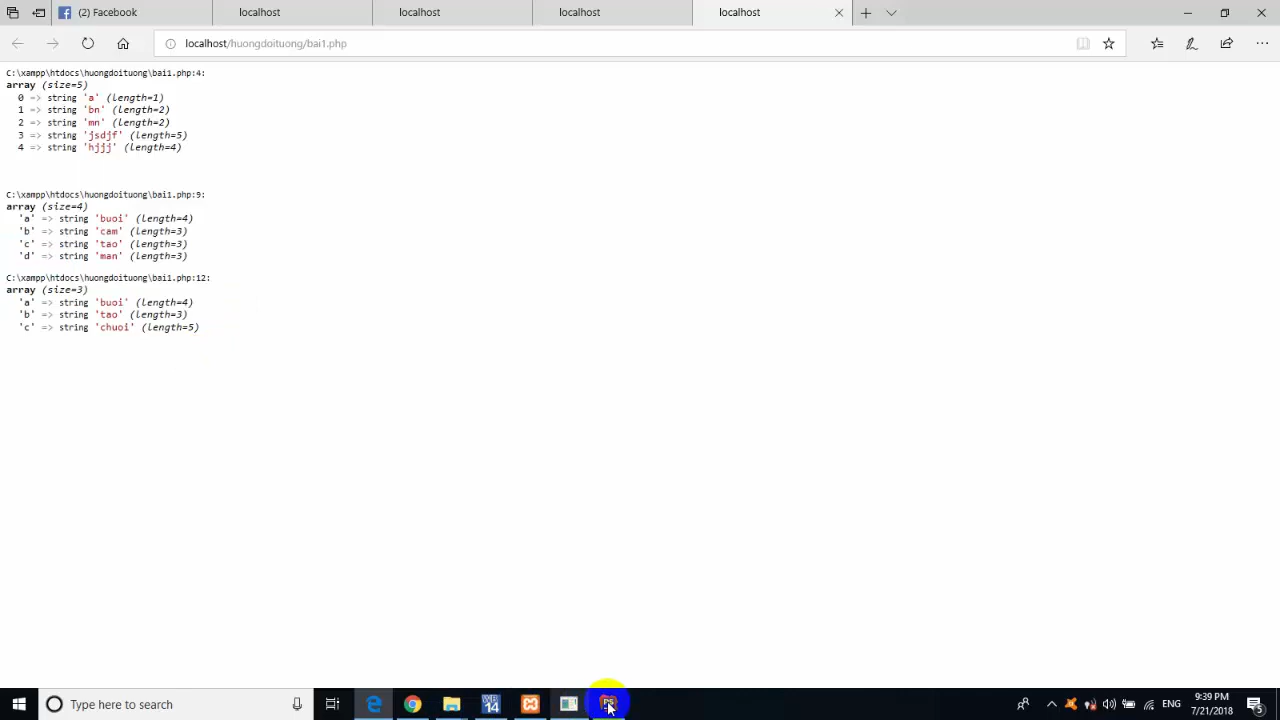 (2) Facebook
localhost
localhost
localhost
localhost
localhost/huongdoituong/bai1.php
C:\xampp\htdocs\huongdoituong\bai1.php:4:
array (size=5)
0 => string 'a' (length=1)
1 => string 'bn' (length=2)
2 => string 'mn' (length=2)
3 => string 'jsdjf' (length=5)
4 => string 'hjjj' (length=4)
C:\xampp\htdocs\huongdoituong\bai1.php:9:
array (size=4)
'a' => string 'buoi' (length=4)
'b' => string 'cam' (length=3)
'c' => string 'tao' (length=3)
'd' => string 'man' (length=3)
C:\xampp\htdocs\huongdoituong\bai1.php:12:
array (size=3)
'a' => string 'buoi' (length=4)
'b' => string 'tao' (length=3)
'c' => string 'chuoi' (length=5)
Type here to search
14
ENG
9:39 PM
7/21/2018
5